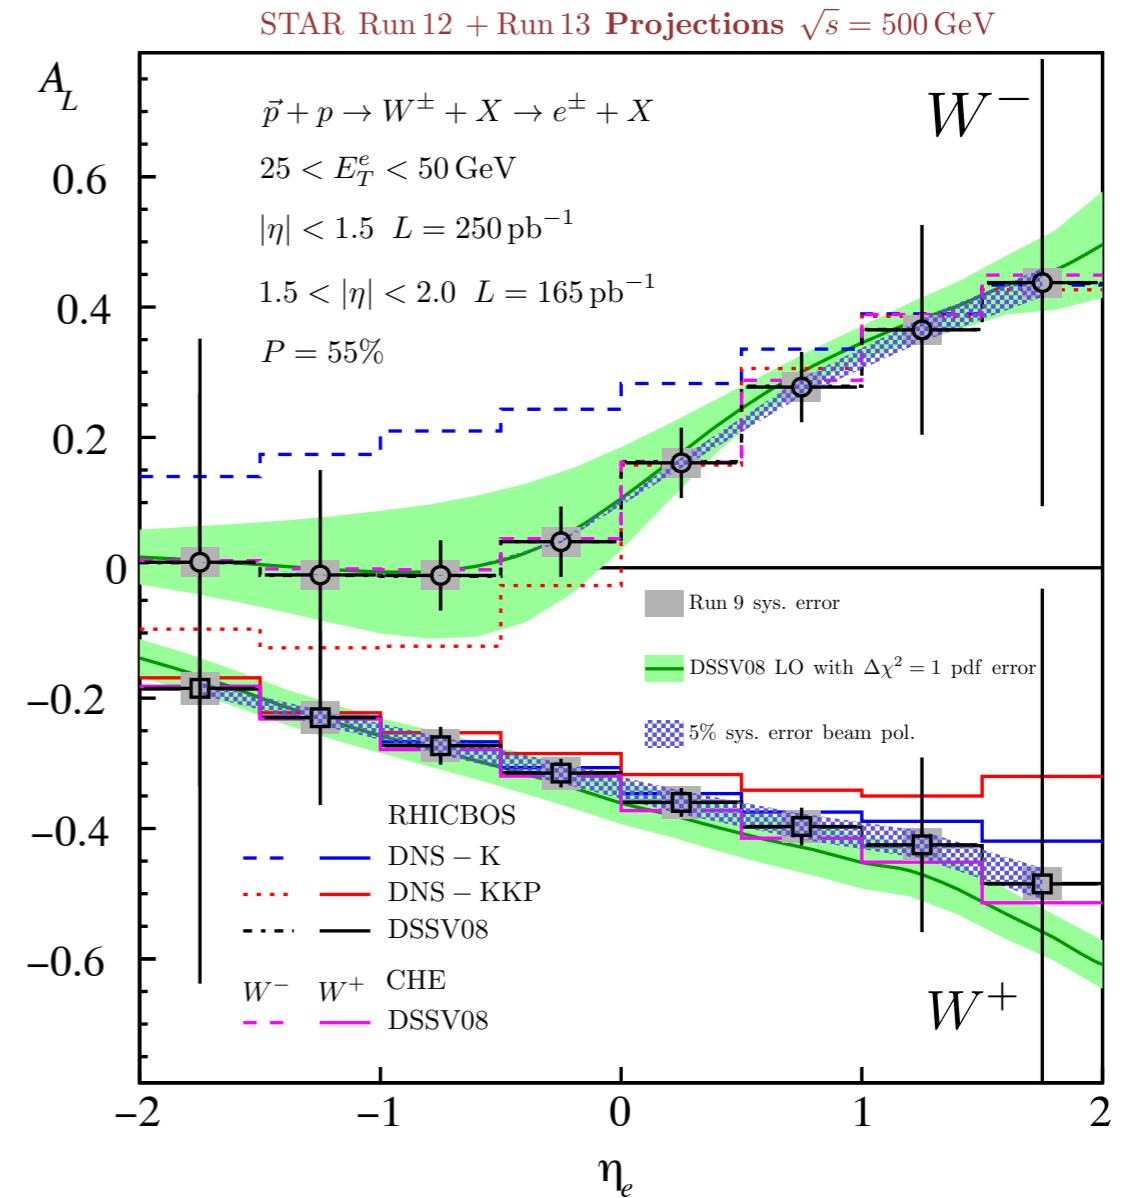 STAR Run 12 + Run 13 Projections √s = 500 GeV
A_L
W⁻
p⃗ + p → W^± + X → e^± + X
25 < E_T^e < 50 GeV
|η| < 1.5 L = 250 pb⁻¹
1.5 < |η| < 2.0 L = 165 pb⁻¹
P = 55%
0.6
0.4
0.2
0
−0.2
−0.4
−0.6
Run 9 sys. error
DSSV08 LO with Δχ² = 1 pdf error
5% sys. error beam pol.
RHICBOS
DNS − K
DNS − KKP
DSSV08
W⁻ W⁺ CHE
DSSV08
W⁺
−2 −1 0 1 2
η_e